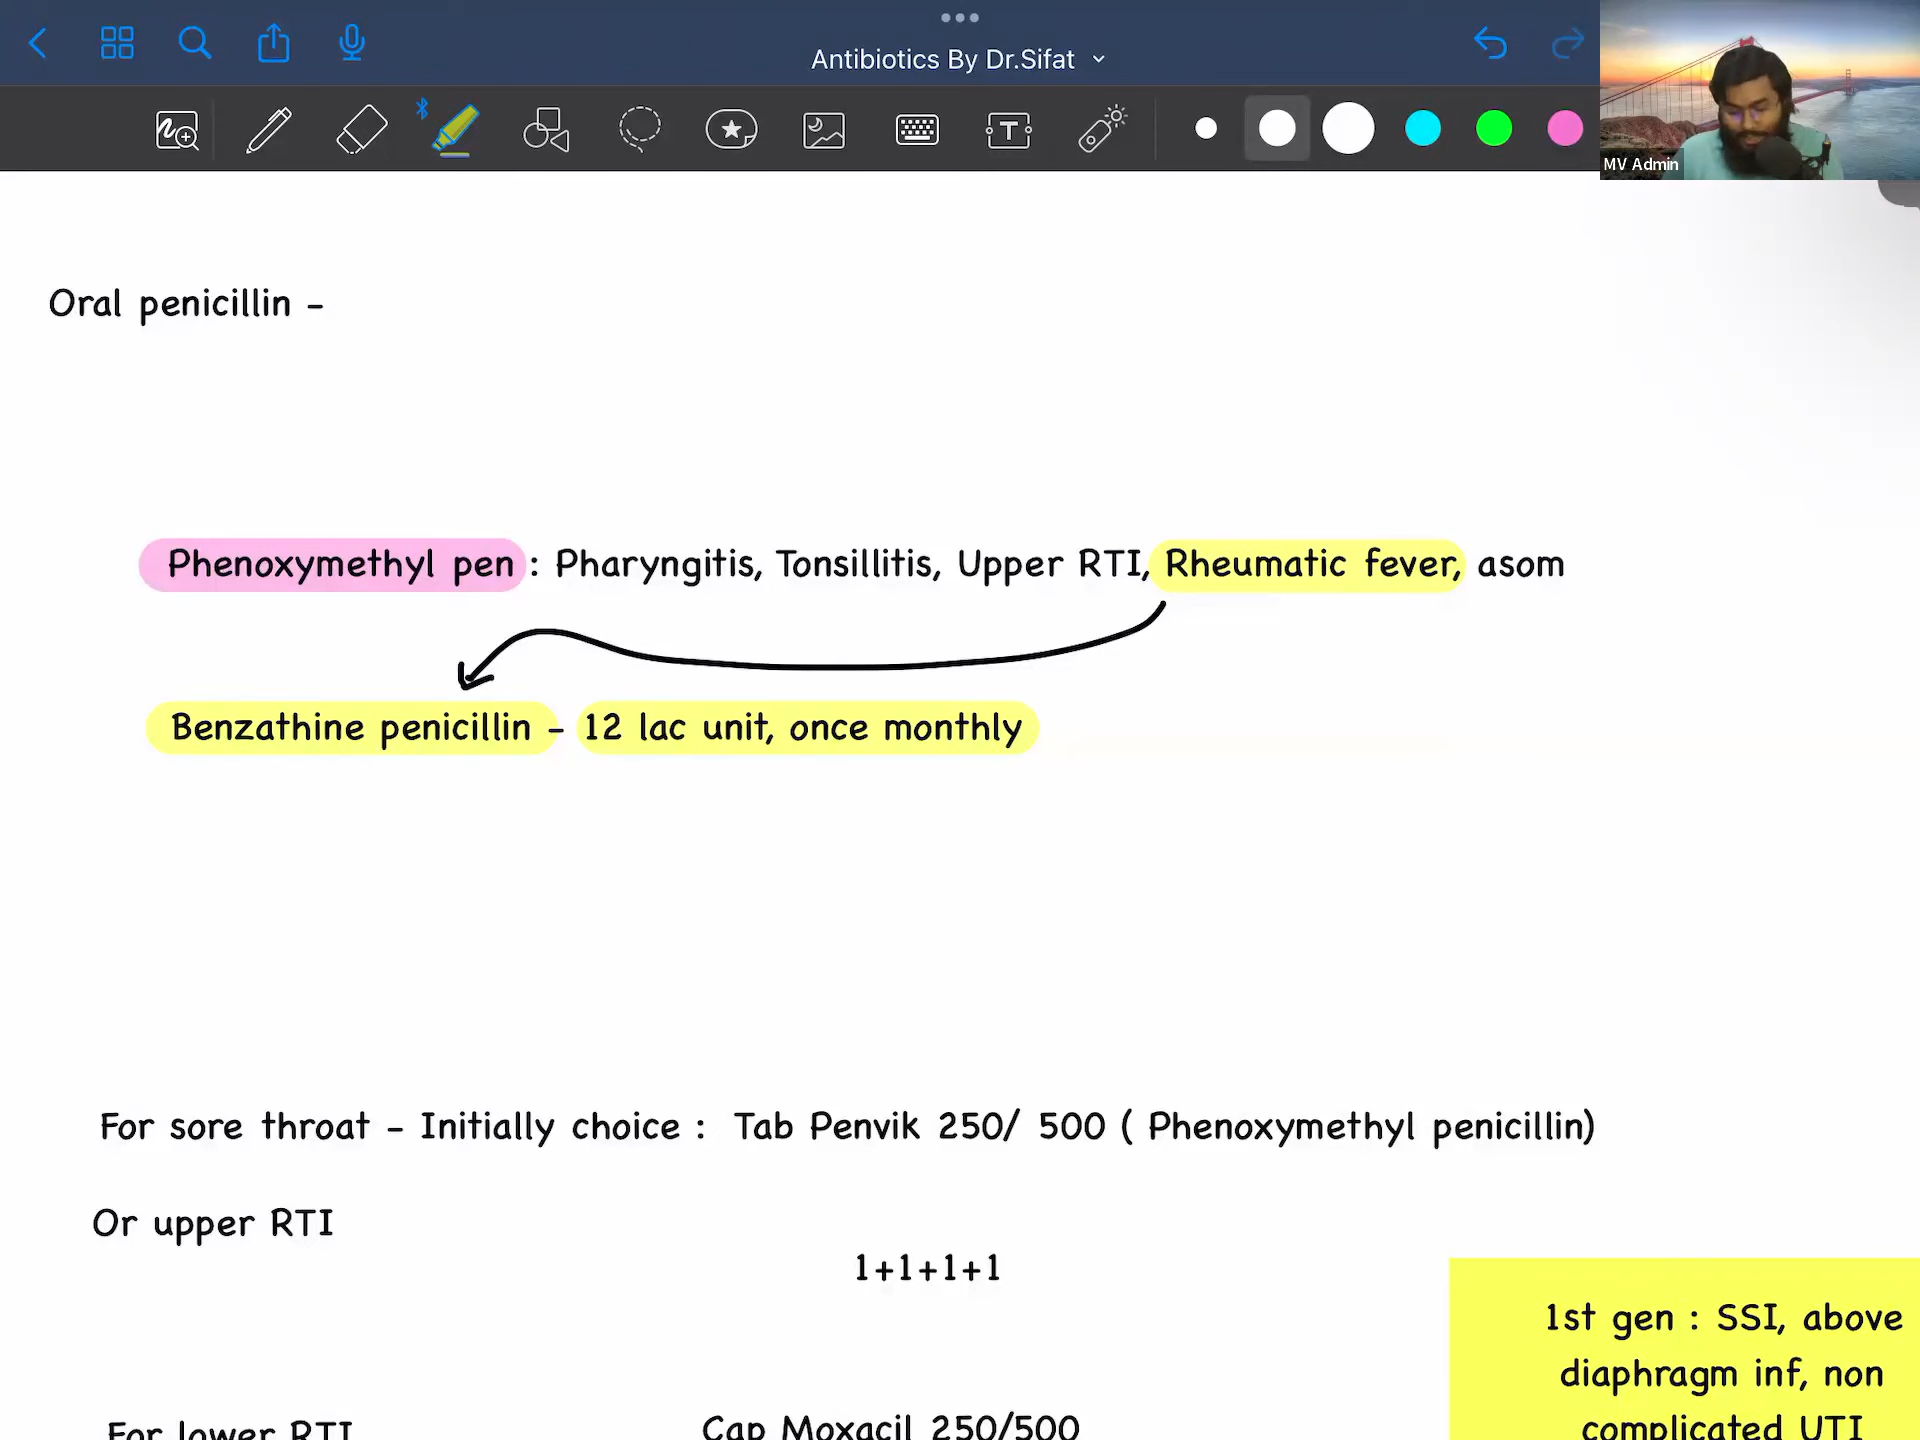 Antibiotics By Dr.Sifat
MV Admin
Oral penicillin -
Phenoxymethyl pen : Pharyngitis, Tonsillitis, Upper RTI, Rheumatic fever, asom
Benzathine penicillin - 12 lac unit, once monthly
For sore throat - Initially choice : Tab Penvik 250/ 500 ( Phenoxymethyl penicillin)
Or upper RTI
1+1+1+1
1st gen : SSI, above
diaphragm inf, non
complicated UTI
For lower RTI
Cap Moxacil 250/500